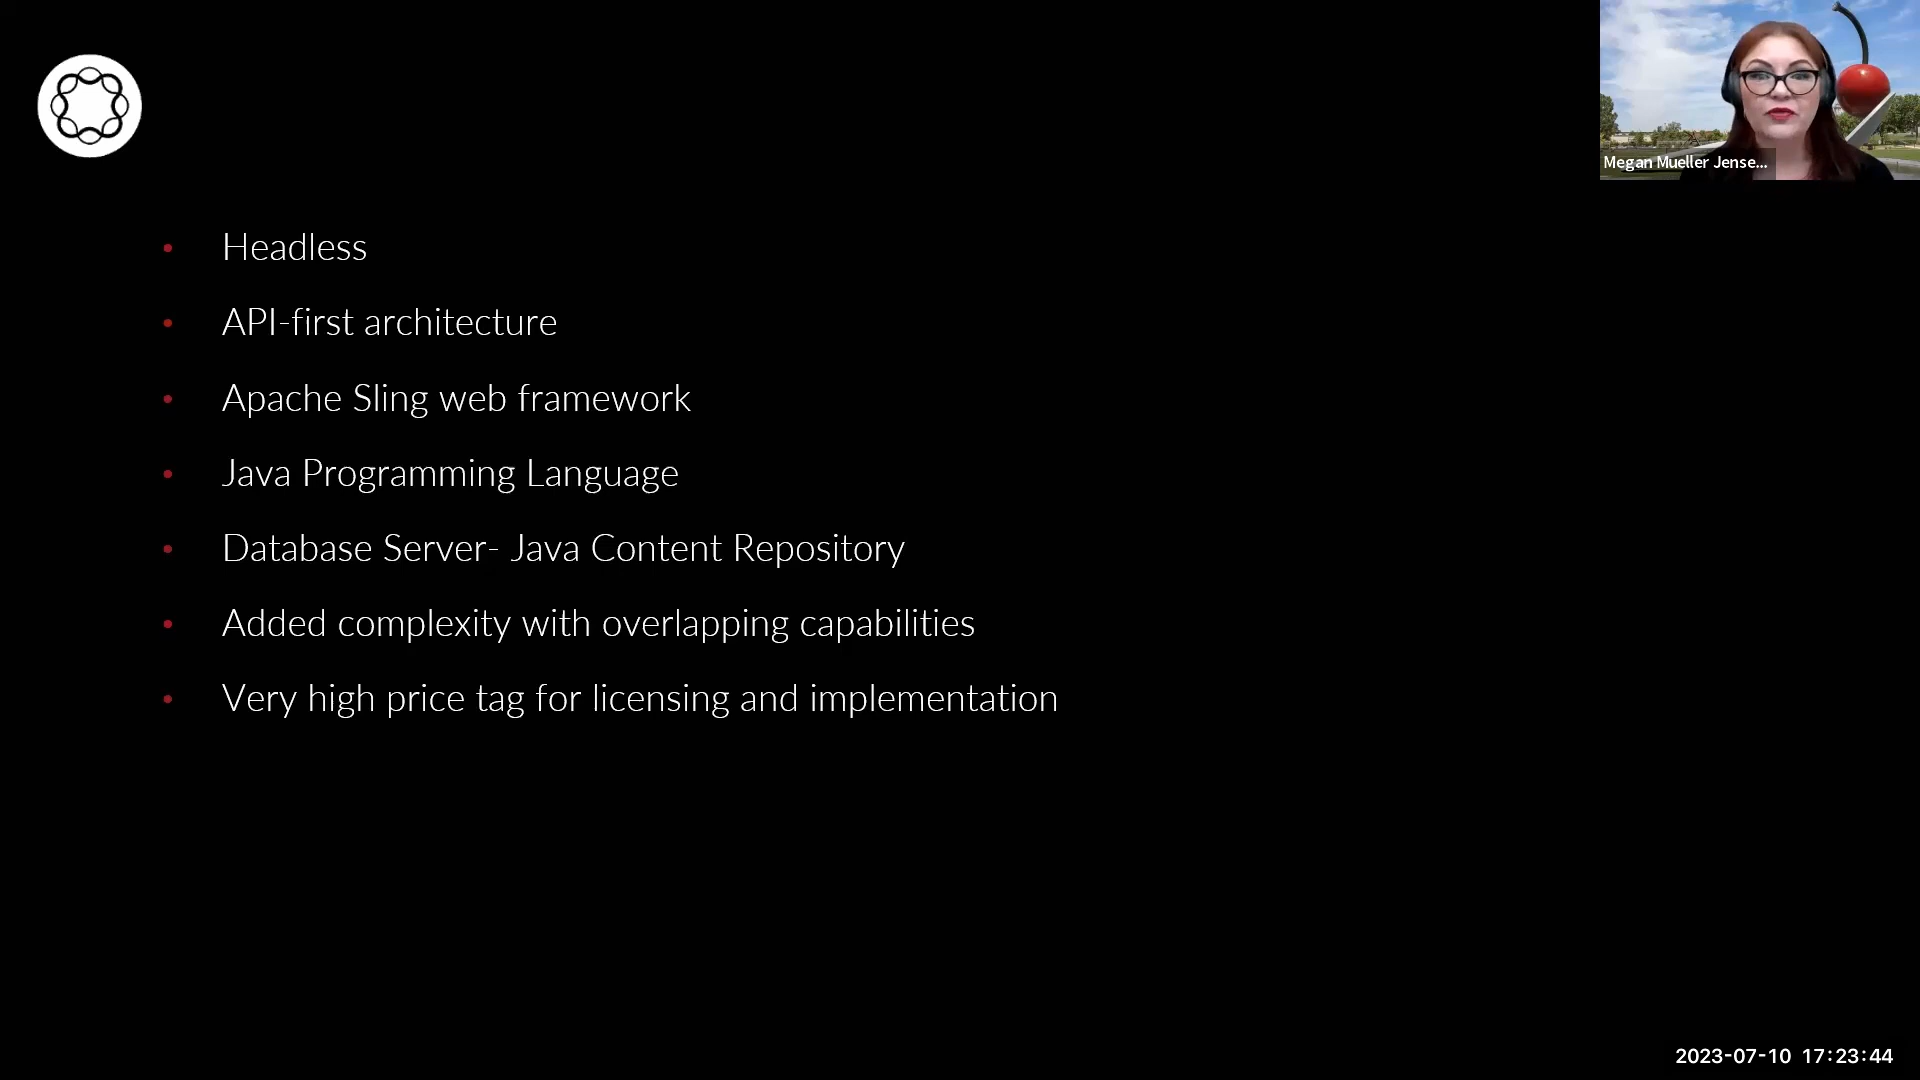 Megan Mueller Jense...
• Headless
• API-first architecture
• Apache Sling web framework
• Java Programming Language
• Database Server- Java Content Repository
• Added complexity with overlapping capabilities
• Very high price tag for licensing and implementation
2023-07-10 17:23:44